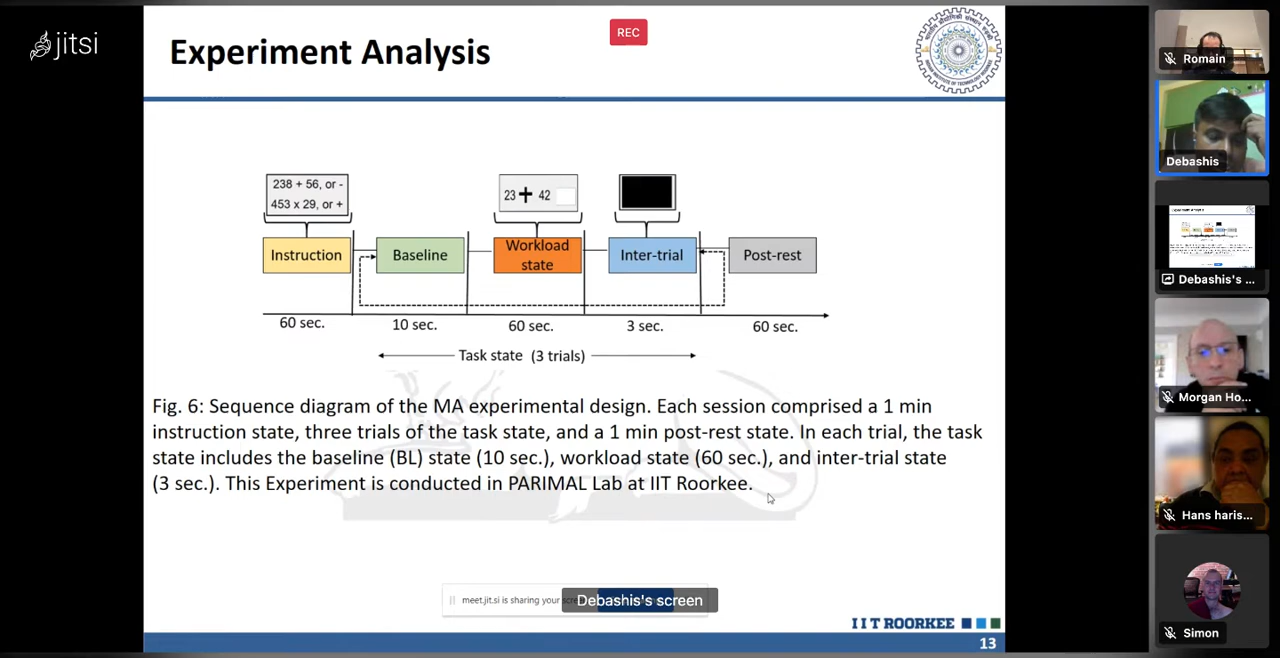 jitsi
Experiment Analysis
REC
238 + 56, or -
453 x 29, or +
23 + 42
Instruction
Baseline
Workload
state
Inter-trial
Post-rest
60 sec.
10 sec.
60 sec.
3 sec.
60 sec.
Task state (3 trials)
Fig. 6: Sequence diagram of the MA experimental design. Each session comprised a 1 min
instruction state, three trials of the task state, and a 1 min post-rest state. In each trial, the task
state includes the baseline (BL) state (10 sec.), workload state (60 sec.), and inter-trial state
(3 sec.). This Experiment is conducted in PARIMAL Lab at IIT Roorkee.
meet.jit.si is sharing your
Debashis's screen
I I T ROORKEE
13
Romain
Debashis
Debashis's ...
Morgan Ho...
Hans haris...
Simon